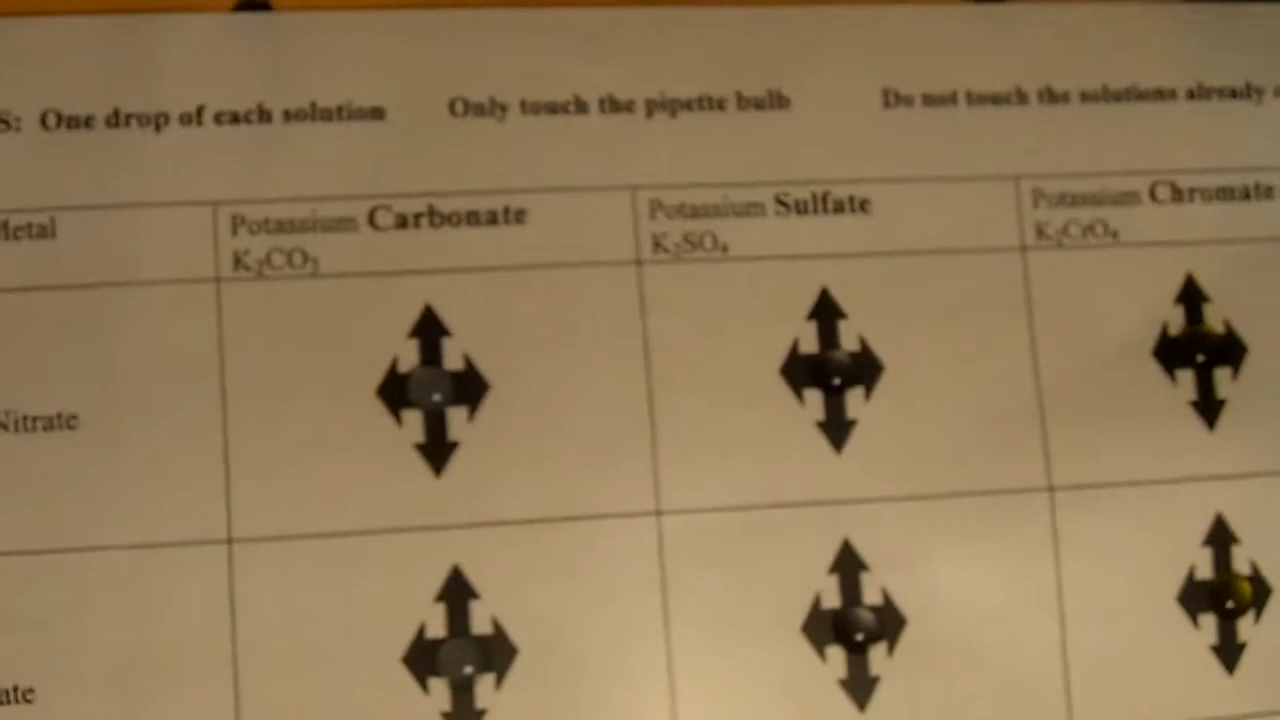 S: One drop of each solution Only touch the pipette bulb Do not touch the solutions already
Metal Potassium Carbonate Potassium Sulfate Potassium Chromate
K₂CO₃ K₂SO₄ K₂CrO₄
Nitrate
ate